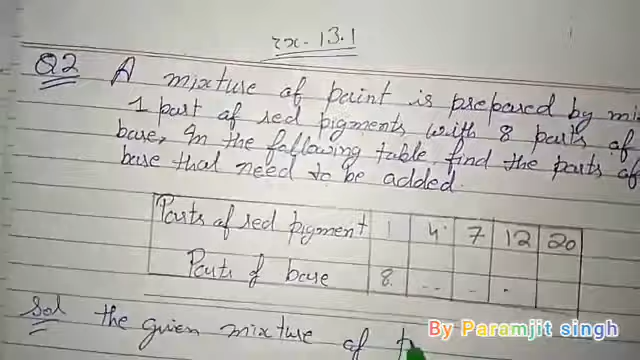 Ex-13.1
Q2 A mixture of paint is prepared by mi
1 part of red pigments with 8 parts of
base, In the following table, find the parts of
base that need to be added.
Parts of red pigment 1 4 7 12 20
Parts of base 8 .. .. .
Sol the given mixture of p
By Paramjit singh